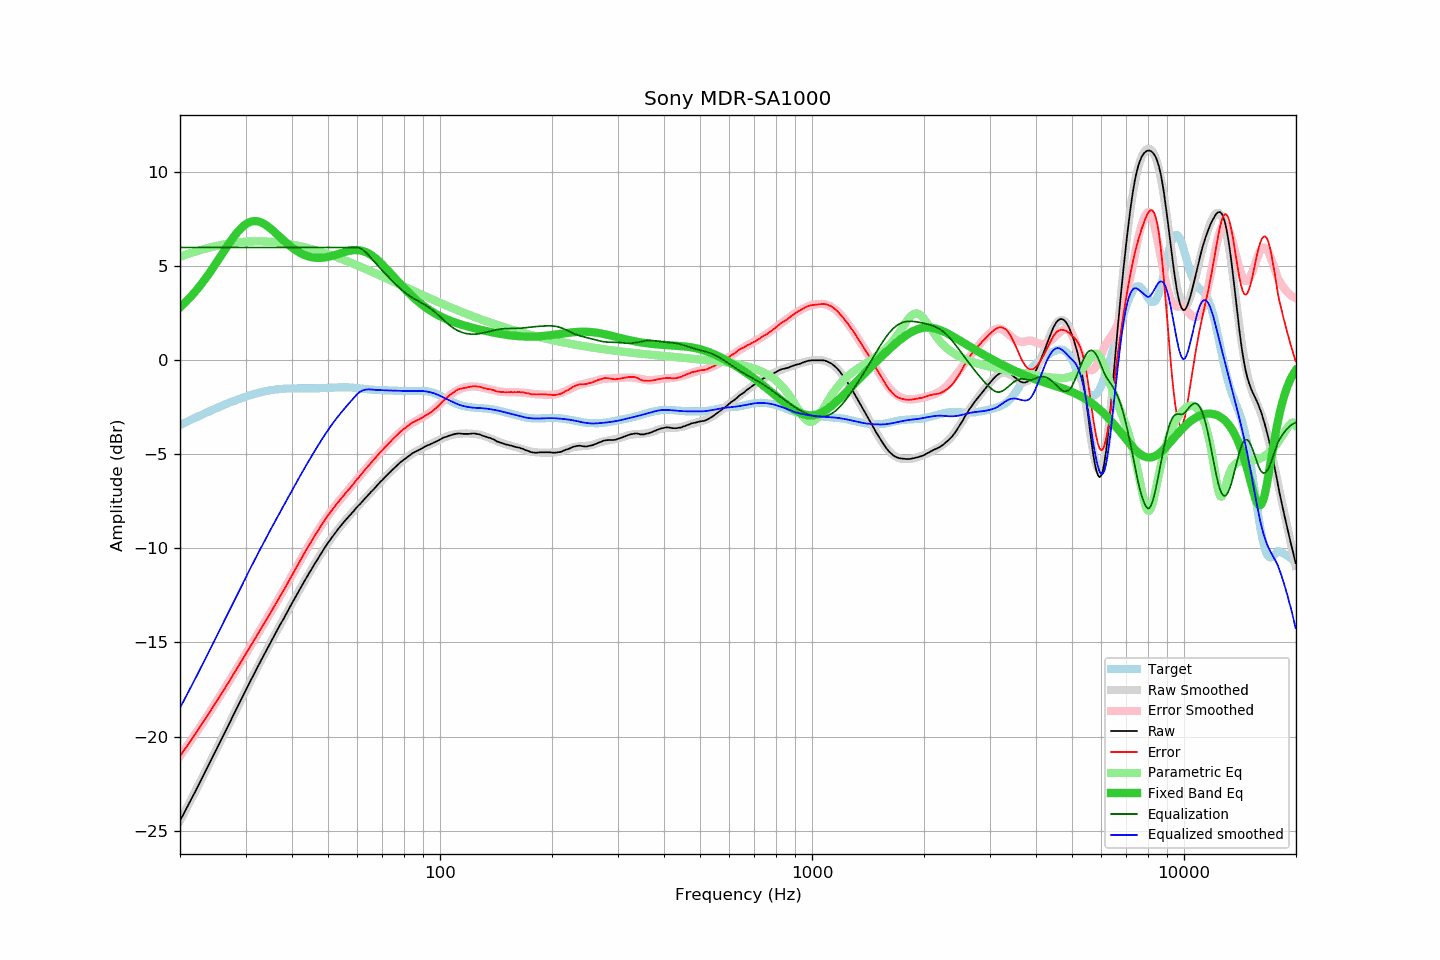 Sony MDR-SA1000
Amplitude (dBr)
10
5
0
−5
−10
−15
−20
−25
100
1000
10000
Frequency (Hz)
Target
Raw Smoothed
Error Smoothed
Raw
Error
Parametric Eq
Fixed Band Eq
Equalization
Equalized smoothed